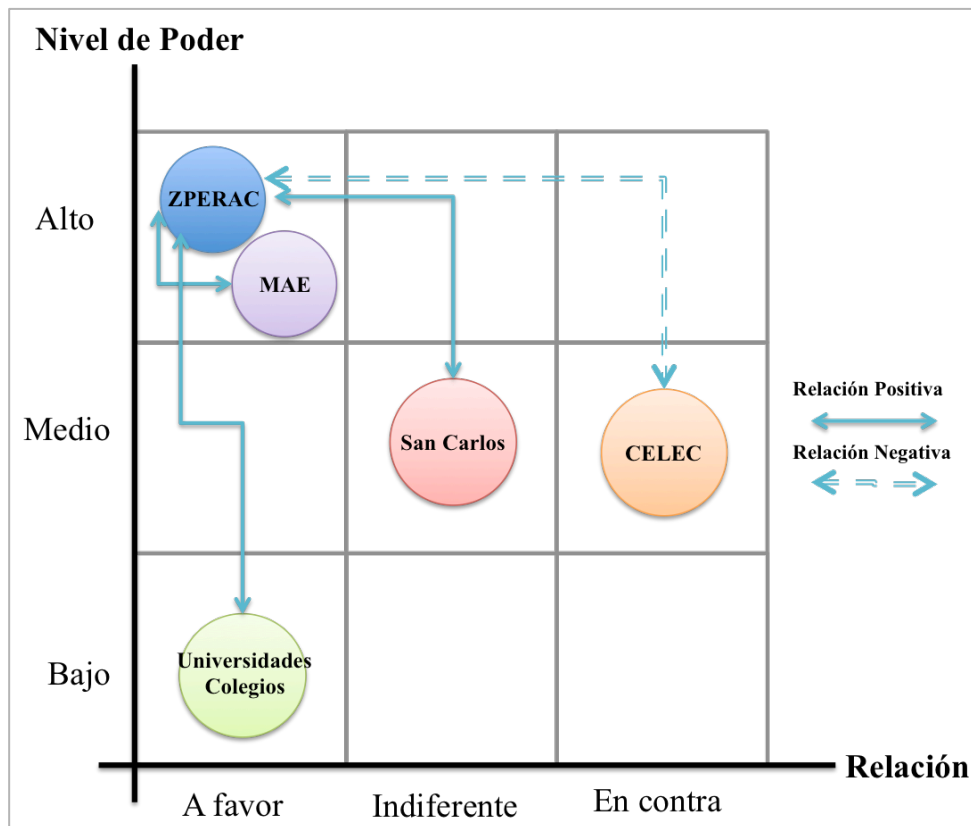 Nivel de Poder
ZPERAC
Alto
MAE
Relación Positiva
Medio
San Carlos
CELEC
Relación Negativa
Universidades
Colegios
Bajo
Relación
A favor
Indiferente
En contra